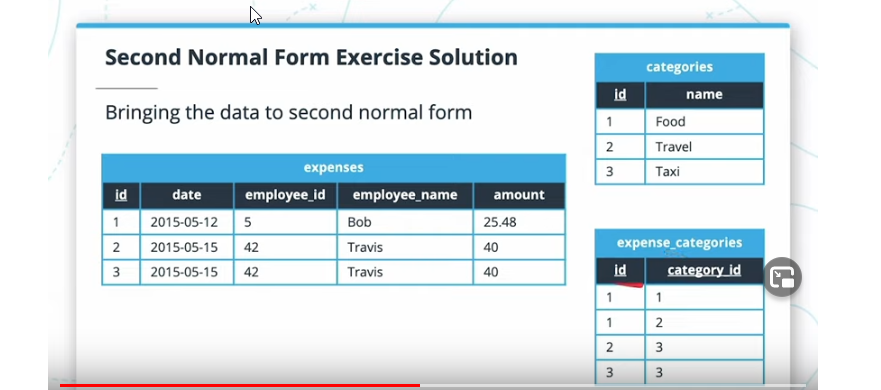 Second Normal Form Exercise Solution
Bringing the data to second normal form
expenses
id date employee_id employee_name amount
1 2015-05-12 5 Bob 25.48
2 2015-05-15 42 Travis 40
3 2015-05-15 42 Travis 40
categories
id name
1 Food
2 Travel
3 Taxi
expense_categories
id category_id
1 1
1 2
2 3
3 3